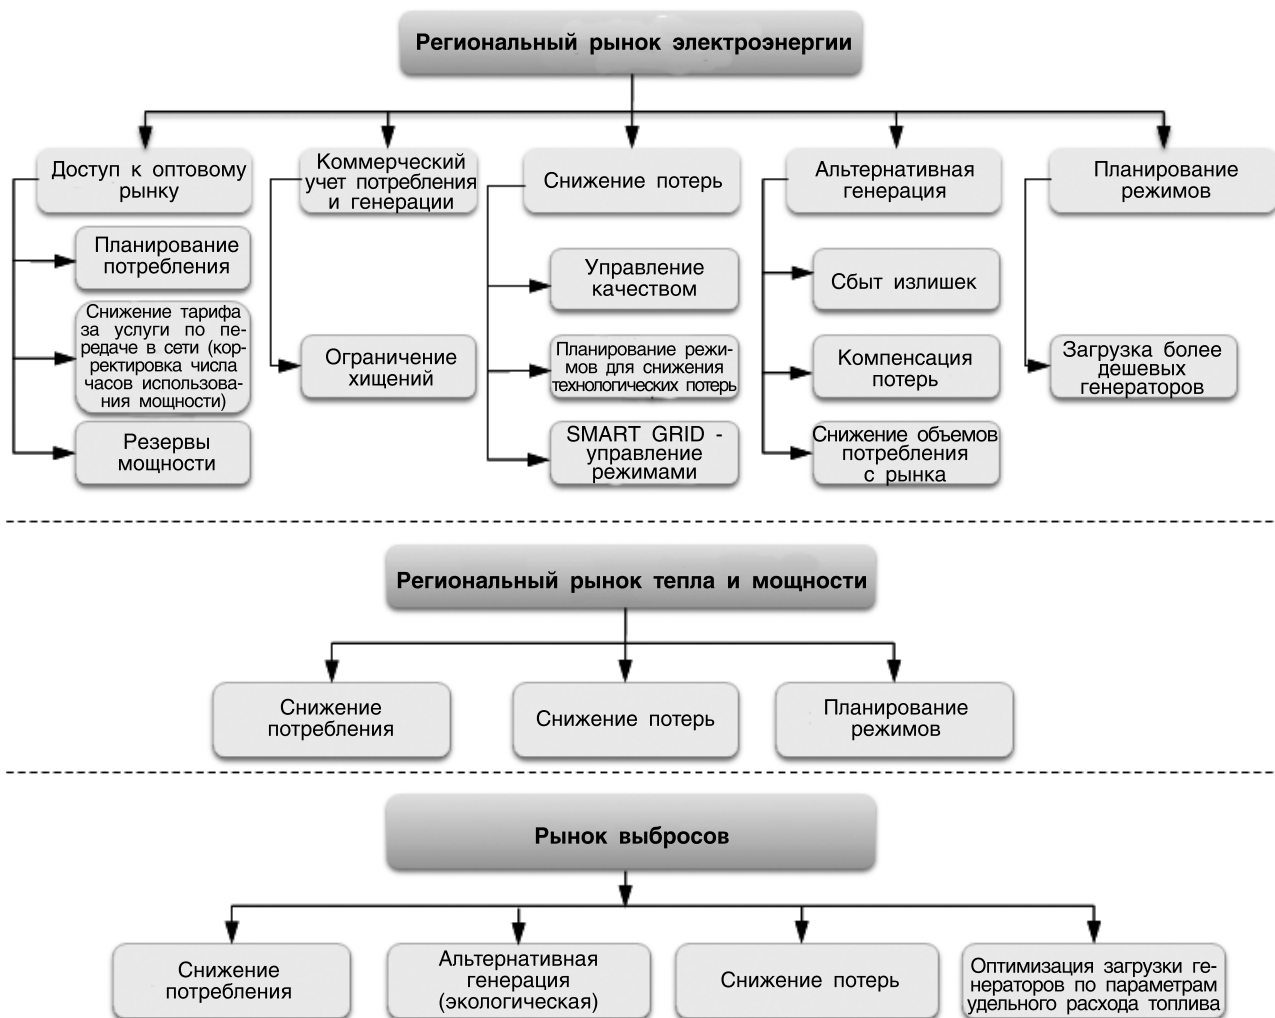 Региональный рынок электроэнергии
Доступ к оптовому
рынку
Планирование
потребления
Снижение тарифа
за услуги по пе-
редаче в сети (кор-
ректировка числа
часов использова-
ния мощности)
Резервы
мощности
Коммерческий
учет потребления
и генерации
Ограничение
хищений
Снижение потерь
Управление
качеством
Планирование режи-
мов для снижения
технологических потерь
SMART GRID -
управление
режимами
Альтернативная
генерация
Сбыт излишек
Компенсация
потерь
Снижение объемов
потребления
с рынка
Планирование
режимов
Загрузка более
дешевых
генераторов
Региональный рынок тепла и мощности
Снижение
потребления
Снижение потерь
Планирование
режимов
Рынок выбросов
Снижение
потребления
Альтернативная
генерация
(экологическая)
Снижение потерь
Оптимизация загрузки ге-
нераторов по параметрам
удельного расхода топлива